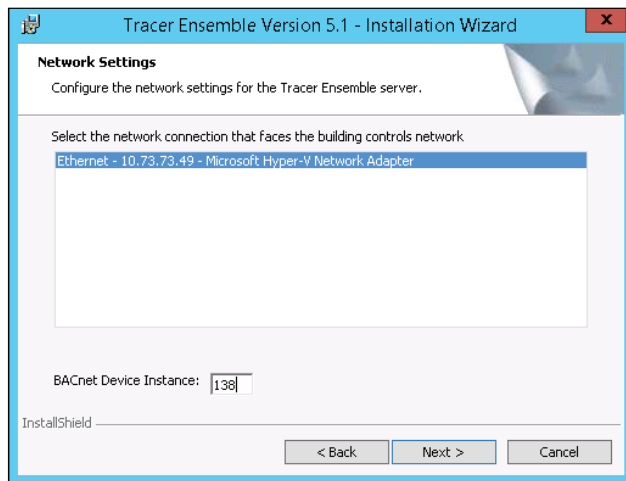 Tracer Ensemble Version 5.1 - Installation Wizard
x
Network Settings
Configure the network settings for the Tracer Ensemble server.
Select the network connection that faces the building controls network
Ethernet - 10.73.73.49 - Microsoft Hyper-V Network Adapter
BACnet Device Instance: 138
InstallShield
< Back Next > Cancel